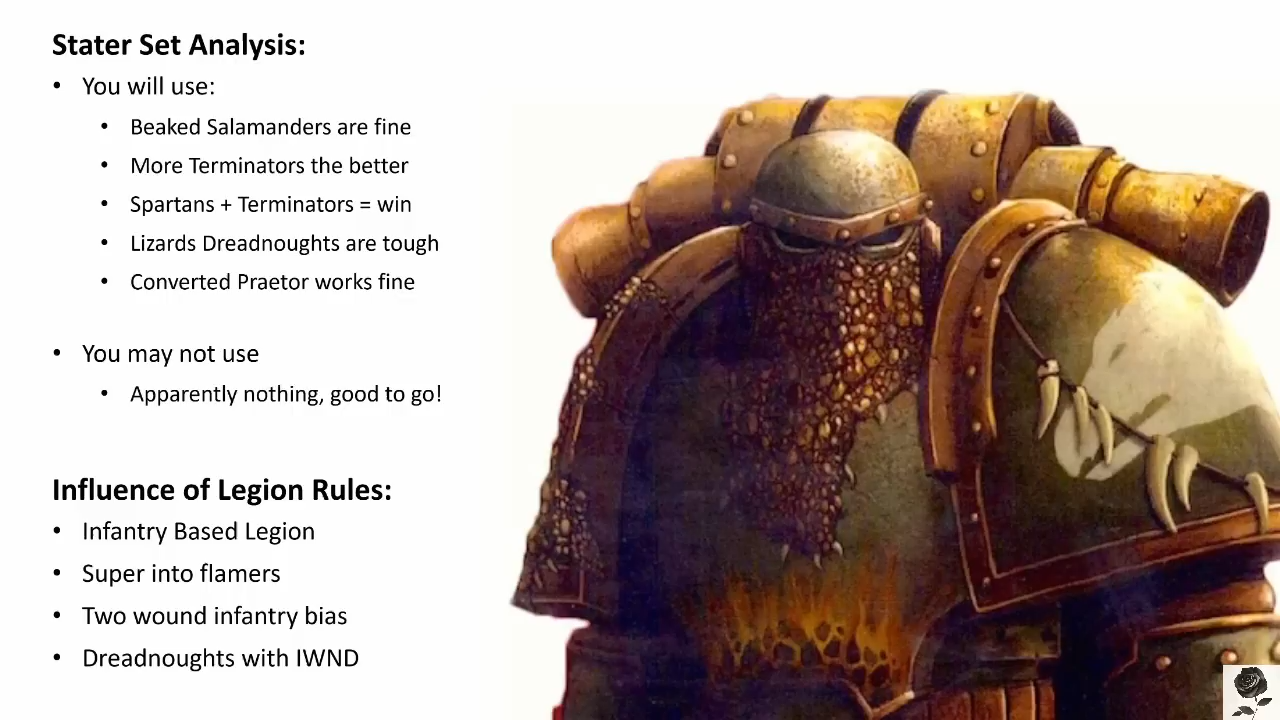 Stater Set Analysis:
• You will use:
• Beaked Salamanders are fine
• More Terminators the better
• Spartans + Terminators = win
• Lizards Dreadnoughts are tough
• Converted Praetor works fine
• You may not use
• Apparently nothing, good to go!
Influence of Legion Rules:
• Infantry Based Legion
• Super into flamers
• Two wound infantry bias
• Dreadnoughts with IWND